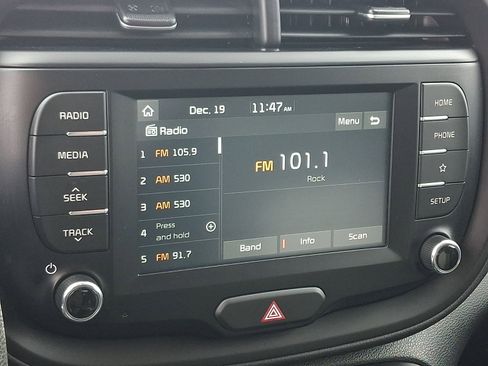 RADIO
MEDIA
SEEK
TRACK
Dec. 19 11:47 AM
Radio
Menu
1 FM 105.9
2 AM 530
3 AM 530
4 Press and hold
5 FM 91.7
FM 101.1
Rock
Band Info Scan
HOME
PHONE
SETUP